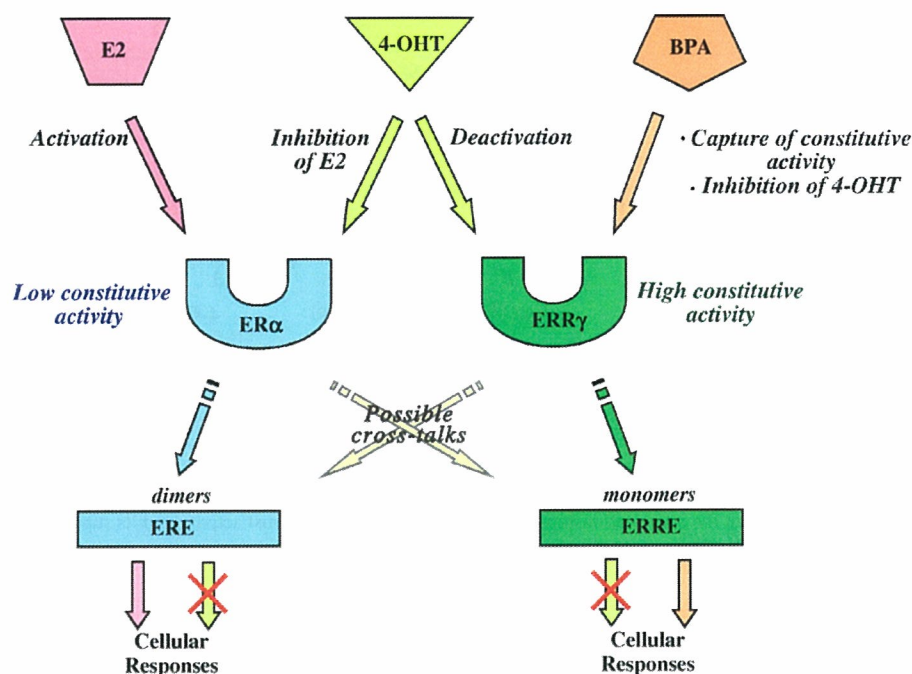 E2
4-OHT
BPA
Activation
Inhibition
of E2
Deactivation
· Capture of constitutive
activity
· Inhibition of 4-OHT
Low constitutive
activity
ERα
ERRγ
High constitutive
activity
Possible
cross-talks
dimers
monomers
ERE
ERRE
Cellular
Responses
Cellular
Responses